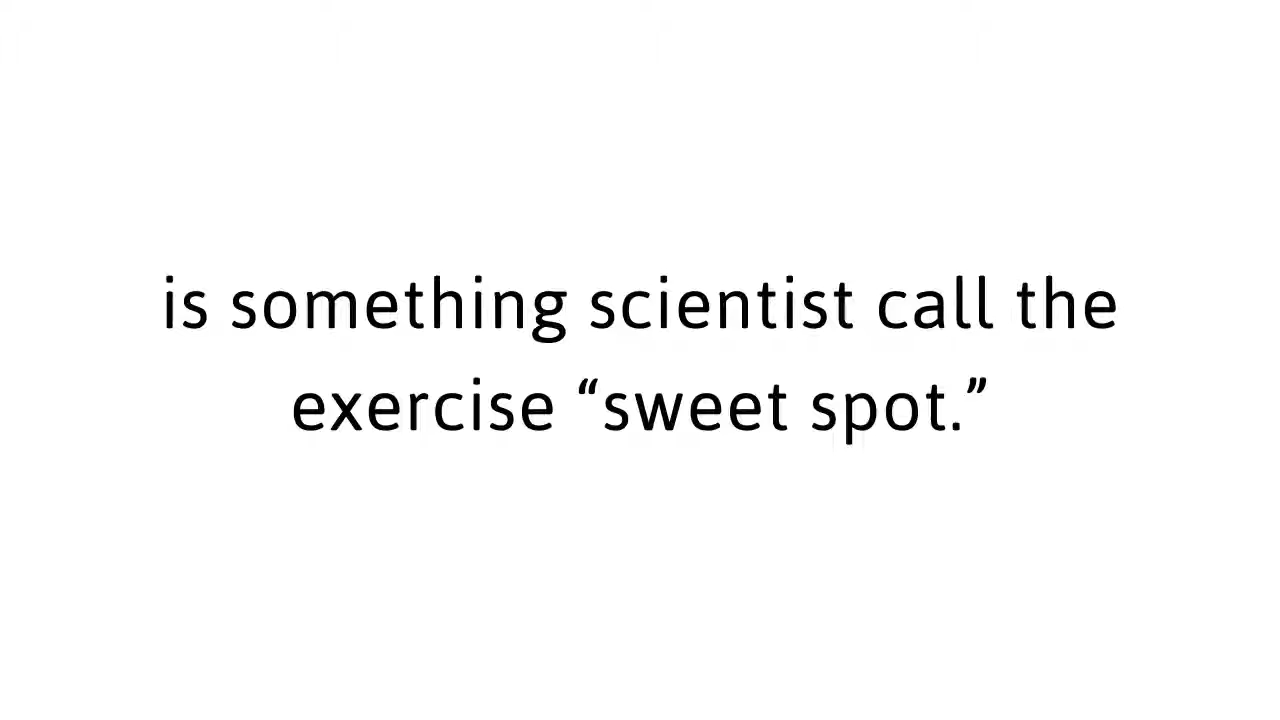 is something scientist call the
exercise “sweet spot.”